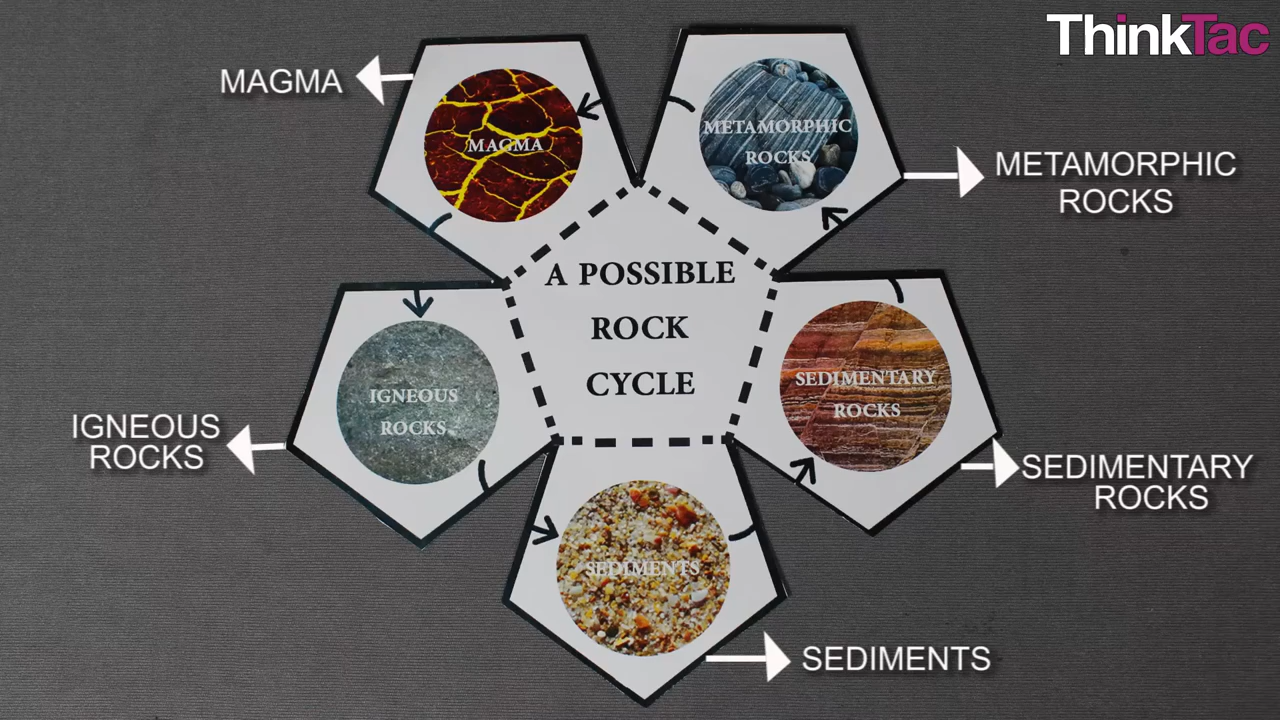 ThinkTac
MAGMA
MAGMA
METAMORPHIC
ROCKS
METAMORPHIC
ROCKS
A POSSIBLE
ROCK
CYCLE
IGNEOUS
ROCKS
IGNEOUS
ROCKS
SEDIMENTARY
ROCKS
SEDIMENTARY
ROCKS
SEDIMENTS
SEDIMENTS